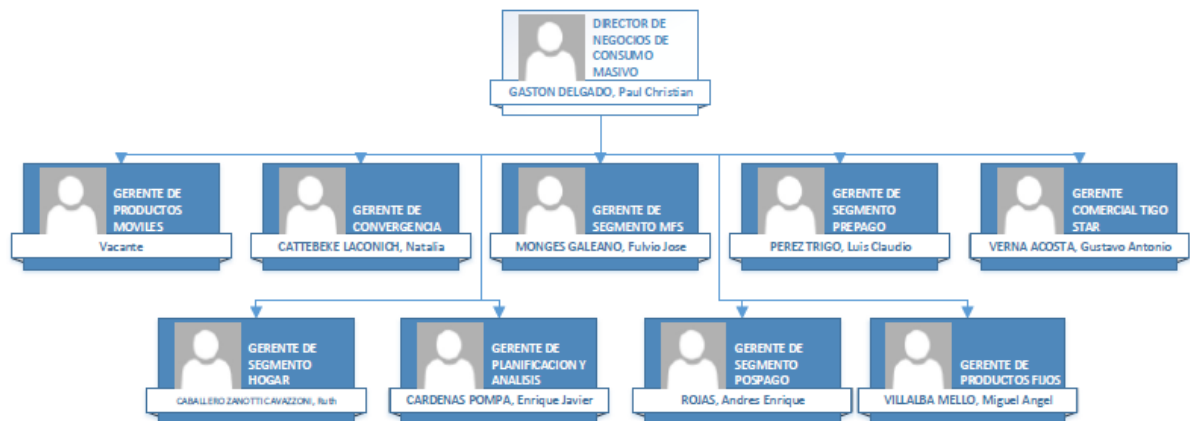 DIRECTOR DE
NEGOCIOS DE
CONSUMO
MASIVO
GASTON DELGADO, Paul Christian
GERENTE DE
PRODUCTOS
MOVILES
Vacante
GERENTE DE
CONVERGENCIA
CATTEBEKE LACONICH, Natalia
GERENTE DE
SEGMENTO MFS
MONGES GALEANO, Fulvio Jose
GERENTE DE
SEGMENTO
PREPAGO
PEREZ TRIGO, Luis Claudio
GERENTE
COMERCIAL TIGO
STAR
VERNA ACOSTA, Gustavo Antonio
GERENTE DE
SEGMENTO
HOGAR
CABALLERO ZANOTTI CAVAZZONI, Ruth
GERENTE DE
PLANIFICACION Y
ANALISIS
CARDENAS POMPA, Enrique Javier
GERENTE DE
SEGMENTO
POSPAGO
ROJAS, Andres Enrique
GERENTE DE
PRODUCTOS FIJOS
VILLALBA MELLO, Miguel Angel